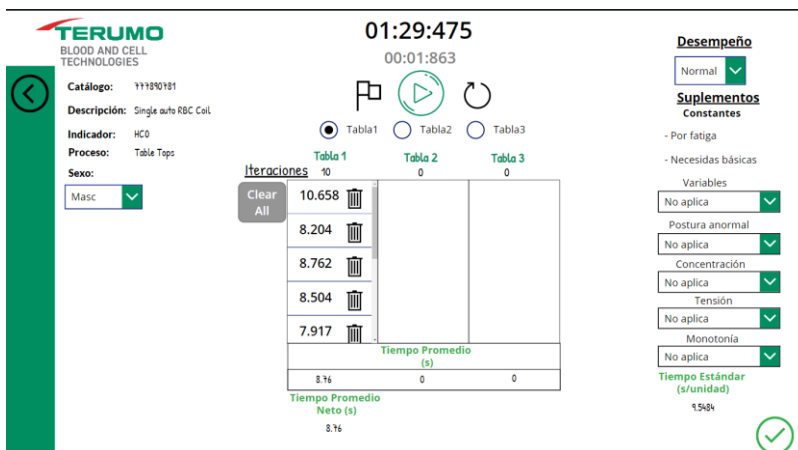 TERUMO
BLOOD AND CELL
TECHNOLOGIES
01:29:475
00:01:863
Catálogo: 777890781
Descripción: Single auto RBC Coil
Indicador: HC0
Proceso: Table Tops
Sexo:
Masc
Tabla1 Tabla2 Tabla3
Iteraciones
Tabla 1 Tabla 2 Tabla 3
10 0 0
Clear
All
10.658
8.204
8.762
8.504
7.917
Tiempo Promedio
(s)
8.76 0 0
Tiempo Promedio
Neto (s)
8.76
Desempeño
Normal
Suplementos
Constantes
- Por fatiga
- Necesidas básicas
Variables
No aplica
Postura anormal
No aplica
Concentración
No aplica
Tensión
No aplica
Monotonía
No aplica
Tiempo Estándar
(s/unidad)
9.5484